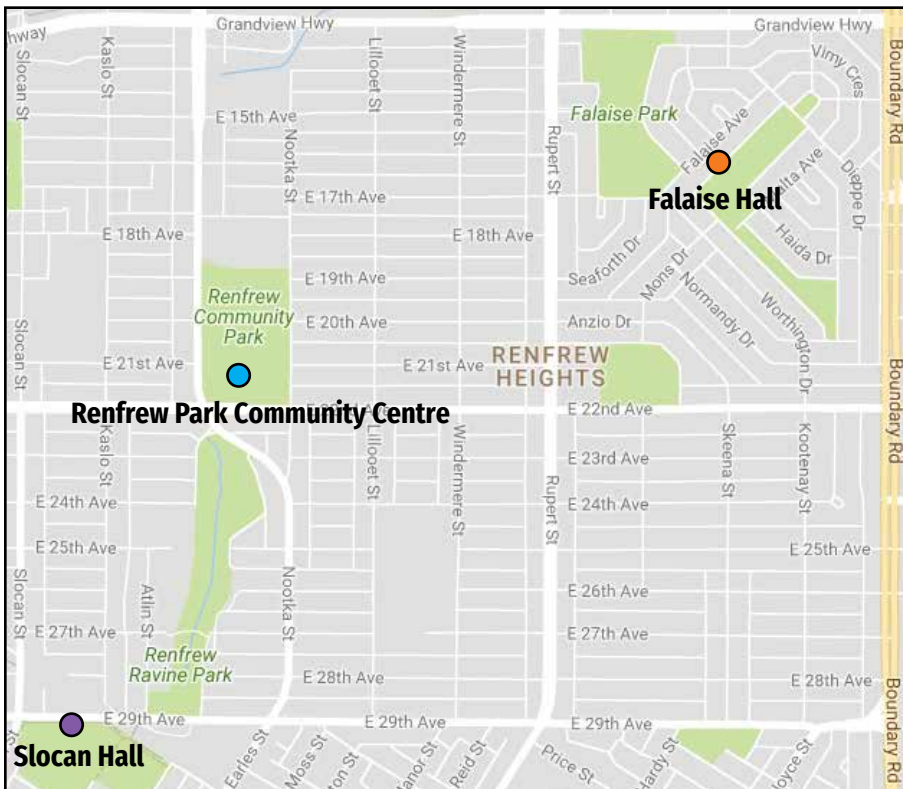 Grandview Hwy
Grandview Hwy
hway
Slocan St
Kaslo St
Lillooet St
Windermere St
Vimy Cres
Boundary Rd
E 15th Ave
Nootka St
Rupert St
Falaise Park
Falaise Ave
Falaise Hall
Dieppe Dr
E 17th Ave
E 18th Ave
E 18th Ave
Haida Dr
Seaforth Dr
Mons Dr
Normandy Dr
Worthington Dr
E 19th Ave
Renfrew
Community
Park
E 20th Ave
Anzio Dr
Slocan St
E 21st Ave
E 21st Ave
RENFREW
HEIGHTS
Boundary Rd
Renfrew Park Community Centre
E 22nd Ave
Kaslo St
Lillooet St
Windermere St
Skeena St
Kootenay St
E 23rd Ave
Rupert St
E 24th Ave
E 24th Ave
E 25th Ave
E 25th Ave
Slocan St
Atlin St
Nootka St
E 26th Ave
E 27th Ave
E 27th Ave
Renfrew
Ravine Park
E 28th Ave
E 28th Ave
Boundary Rd
E 29th Ave
E 29th Ave
E 29th Ave
Slocan Hall
Earles St
Moss St
Reid St
Price St
Hardy St